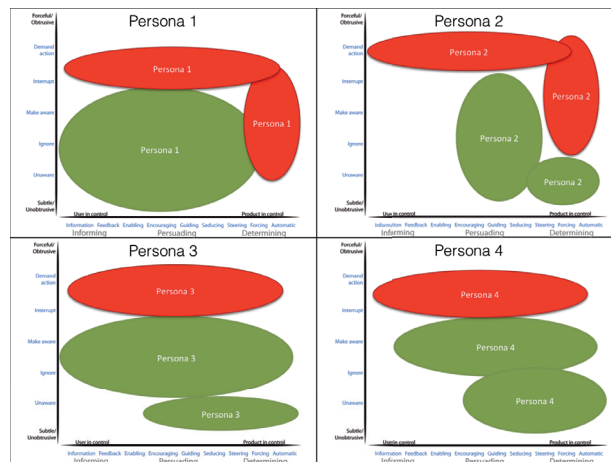 Persona 1
Forceful/
Obtrusive
Demand
action
Interrupt
Make aware
Ignore
Unaware
Subtle/
Unobtrusive
Persona 1
Persona 1
Persona 1
User in control
Product in control
Information Feedback Enabling Encouraging Guiding Seducing Steering Forcing Automatic
Informing
Persuading
Determining
Persona 2
Forceful/
Obtrusive
Demand
action
Interrupt
Make aware
Ignore
Unaware
Subtle/
Unobtrusive
Persona 2
Persona 2
Persona 2
Persona 2
User in control
Product in control
Information Feedback Enabling Encouraging Guiding Seducing Steering Forcing Automatic
Informing
Persuading
Determining
Persona 3
Forceful/
Obtrusive
Demand
action
Interrupt
Make aware
Ignore
Unaware
Subtle/
Unobtrusive
Persona 3
Persona 3
Persona 3
User in control
Product in control
Information Feedback Enabling Encouraging Guiding Seducing Steering Forcing Automatic
Informing
Persuading
Determining
Persona 4
Forceful/
Obtrusive
Demand
action
Interrupt
Make aware
Ignore
Unaware
Subtle/
Unobtrusive
Persona 4
Persona 4
Persona 4
Userin control
Product in control
Information Feedback Enabling Encouraging Guiding Seducing Steering Forcing Automatic
Informing
Persuading
Determining